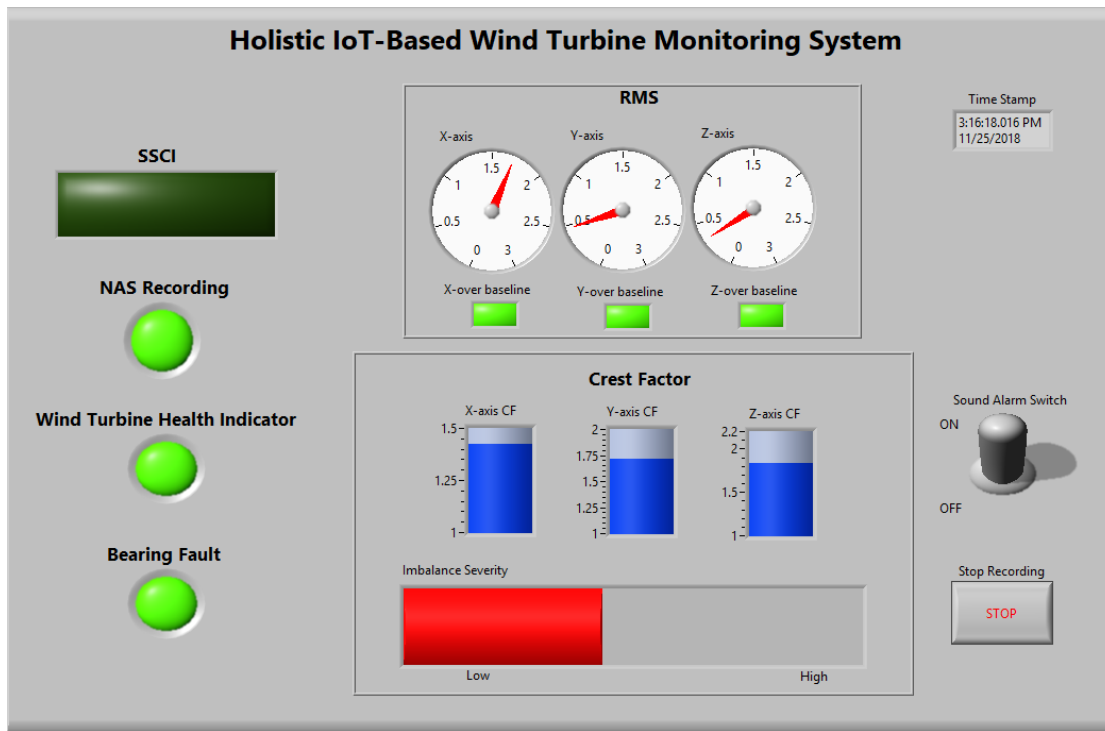 Holistic IoT-Based Wind Turbine Monitoring System
RMS
Time Stamp
3:16:18.016 PM
11/25/2018
X-axis
Y-axis
Z-axis
0
0.5
1
1.5
2
2.5
3
0
0.5
1
1.5
2
2.5
3
0
0.5
1
1.5
2
2.5
3
X-over baseline
Y-over baseline
Z-over baseline
SSCI
NAS Recording
Wind Turbine Health Indicator
Bearing Fault
Crest Factor
X-axis CF
Y-axis CF
Z-axis CF
1.5
1.25
1
2
1.75
1.5
1.25
1
2.2
2
1.5
1
Imbalance Severity
Low
High
Sound Alarm Switch
ON
OFF
Stop Recording
STOP